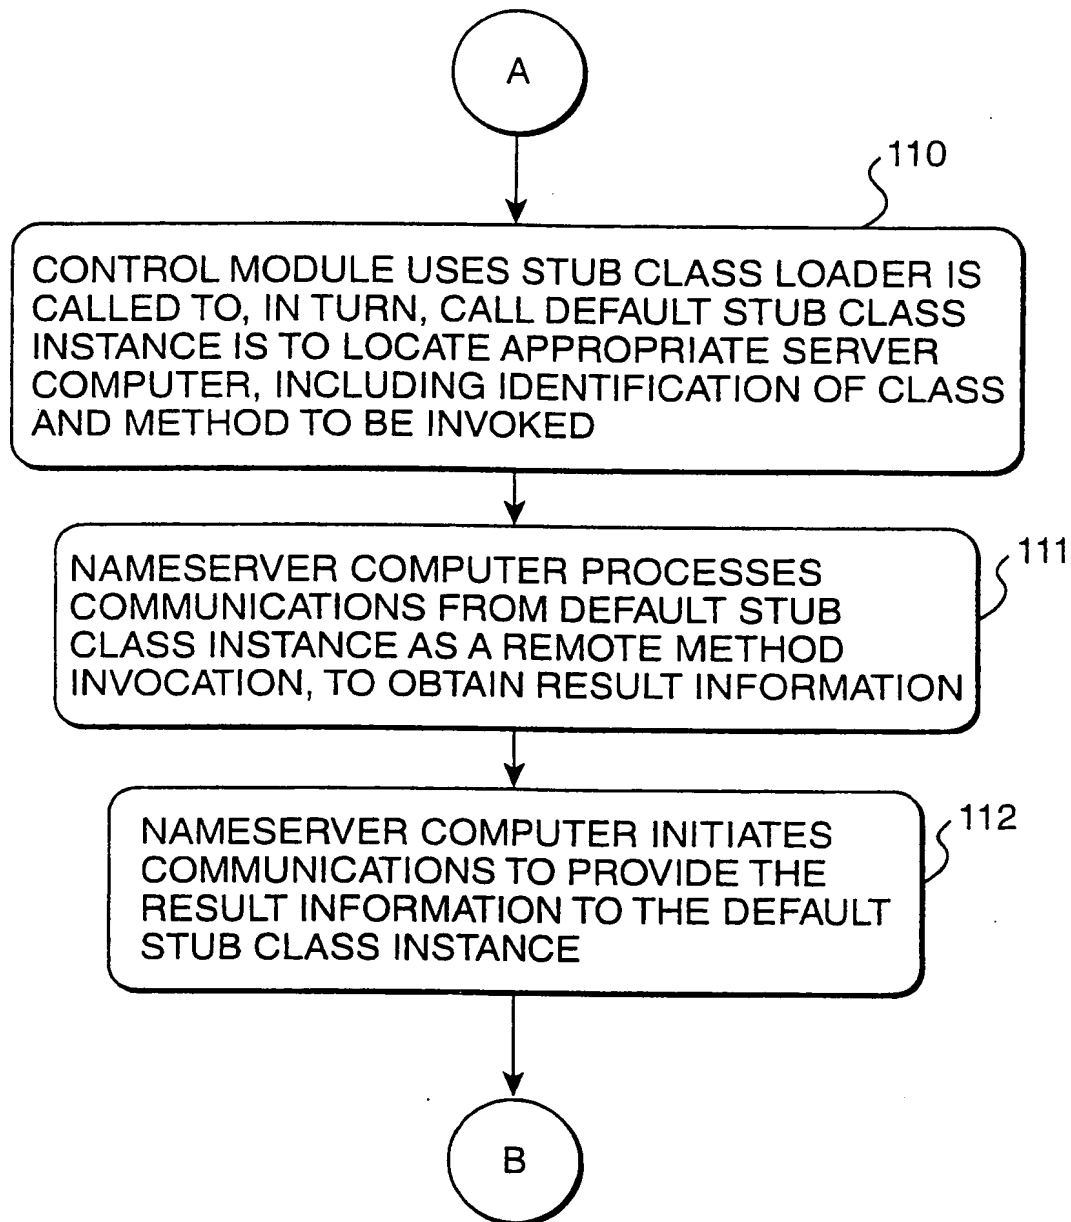 A
110
CONTROL MODULE USES STUB CLASS LOADER IS
CALLED TO, IN TURN, CALL DEFAULT STUB CLASS
INSTANCE IS TO LOCATE APPROPRIATE SERVER
COMPUTER, INCLUDING IDENTIFICATION OF CLASS
AND METHOD TO BE INVOKED
111
NAMESERVER COMPUTER PROCESSES
COMMUNICATIONS FROM DEFAULT STUB
CLASS INSTANCE AS A REMOTE METHOD
INVOCATION, TO OBTAIN RESULT INFORMATION
112
NAMESERVER COMPUTER INITIATES
COMMUNICATIONS TO PROVIDE THE
RESULT INFORMATION TO THE DEFAULT
STUB CLASS INSTANCE
B